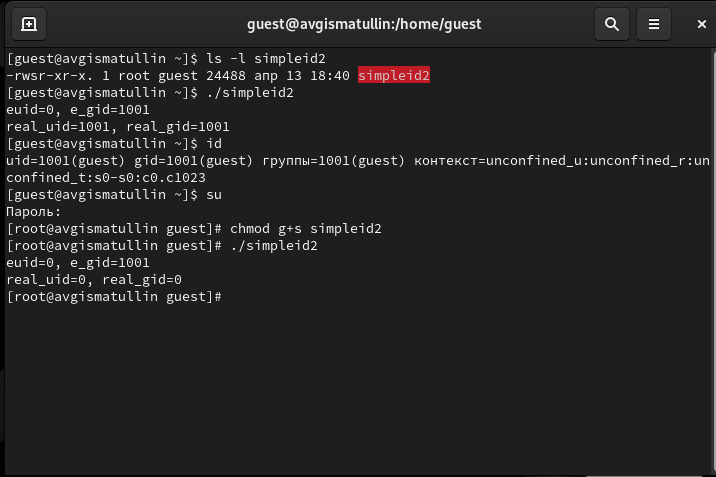 guest@avgismatullin:/home/guest
[guest@avgismatullin ~]$ ls -l simpleid2
-rwsr-xr-x. 1 root guest 24488 апр 13 18:40 simpleid2
[guest@avgismatullin ~]$ ./simpleid2
euid=0, e_gid=1001
real_uid=1001, real_gid=1001
[guest@avgismatullin ~]$ id
uid=1001(guest) gid=1001(guest) группы=1001(guest) контекст=unconfined_u:unconfined_r:un
confined_t:s0-s0:c0.c1023
[guest@avgismatullin ~]$ su
Пароль:
[root@avgismatullin guest]# chmod g+s simpleid2
[root@avgismatullin guest]# ./simpleid2
euid=0, e_gid=1001
real_uid=0, real_gid=0
[root@avgismatullin guest]#